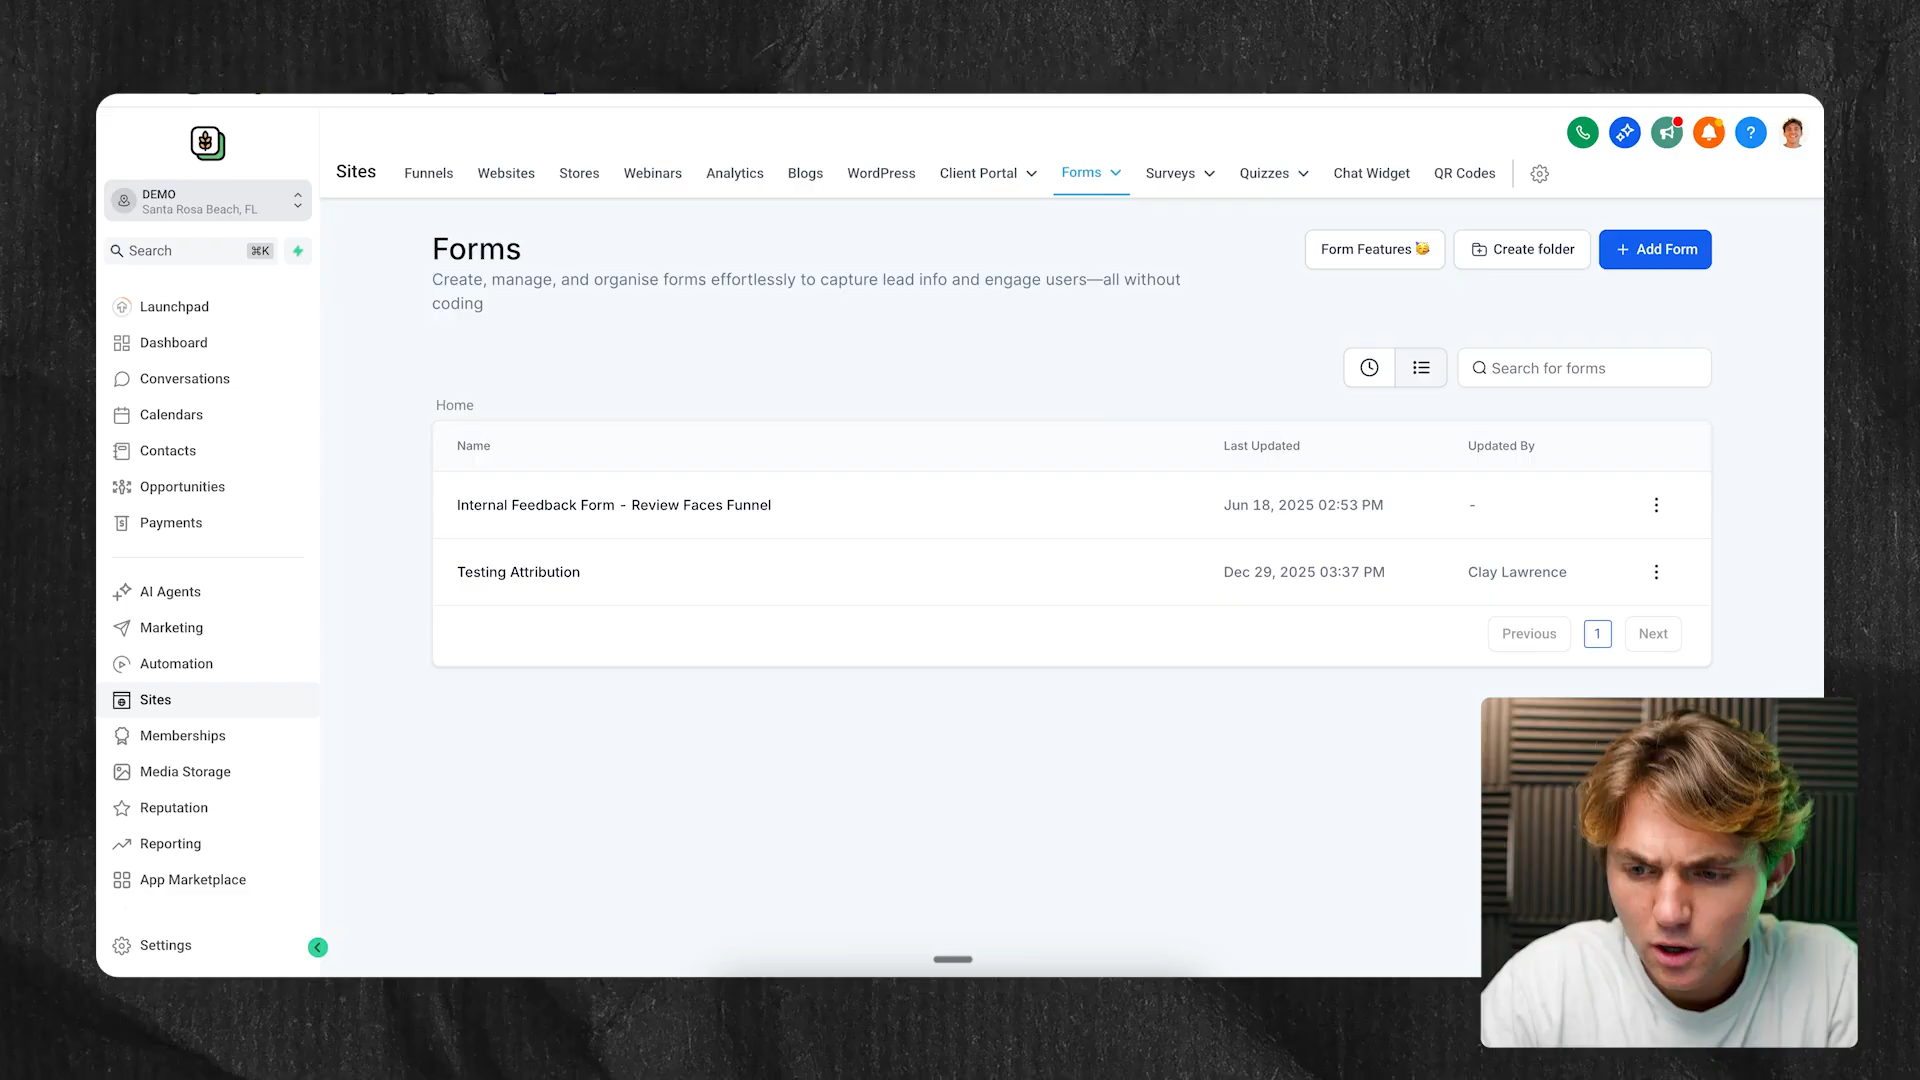 DEMO
Santa Rosa Beach, FL
Search
⌘K
Launchpad
Dashboard
Conversations
Calendars
Contacts
Opportunities
Payments
AI Agents
Marketing
Automation
Sites
Memberships
Media Storage
Reputation
Reporting
App Marketplace
Settings
Sites Funnels Websites Stores Webinars Analytics Blogs WordPress Client Portal Forms Surveys Quizzes Chat Widget QR Codes
Forms
Create, manage, and organise forms effortlessly to capture lead info and engage users—all without
coding
Form Features 🥳 Create folder + Add Form
Search for forms
Home
Name Last Updated Updated By
Internal Feedback Form - Review Faces Funnel Jun 18, 2025 02:53 PM -
Testing Attribution Dec 29, 2025 03:37 PM Clay Lawrence
Previous 1 Next